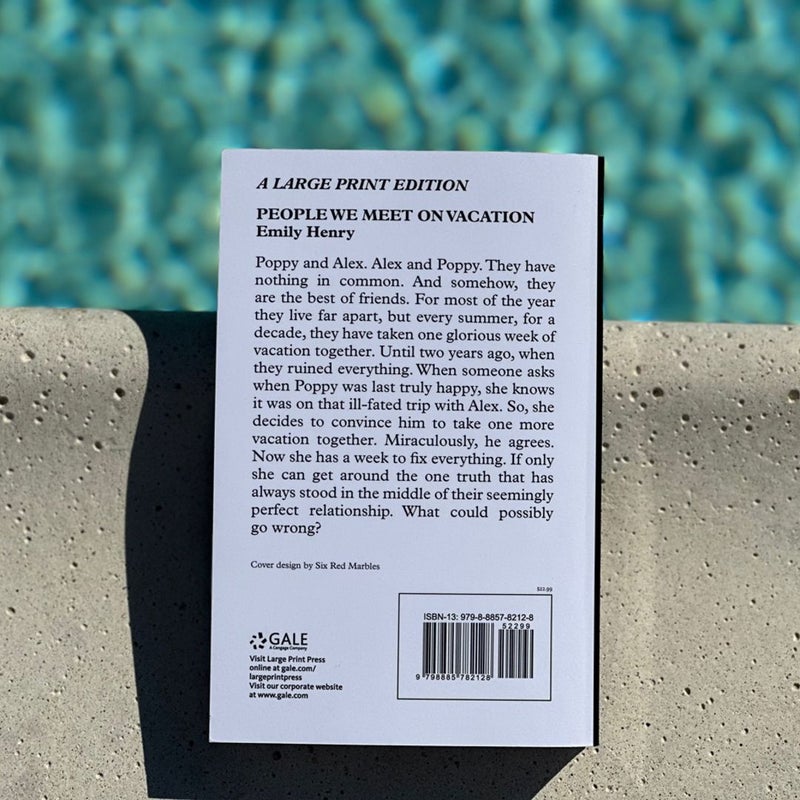 A LARGE PRINT EDITION
PEOPLE WE MEET ON VACATION
Emily Henry
Poppy and Alex. Alex and Poppy. They have
nothing in common. And somehow, they
are the best of friends. For most of the year
they live far apart, but every summer, for a
decade, they have taken one glorious week of
vacation together. Until two years ago, when
they ruined everything. When someone asks
when Poppy was last truly happy, she knows
it was on that ill-fated trip with Alex. So, she
decides to convince him to take one more
vacation together. Miraculously, he agrees.
Now she has a week to fix everything. If only
she can get around the one truth that has
always stood in the middle of their seemingly
perfect relationship. What could possibly
go wrong?
Cover design by Six Red Marbles
$22.99
ISBN-13: 979-8-8857-8212-8
52299
9 798885 782128
GALE
A Cengage Company
Visit Large Print Press
online at gale.com/
largeprintpress
Visit our corporate website
at www.gale.com